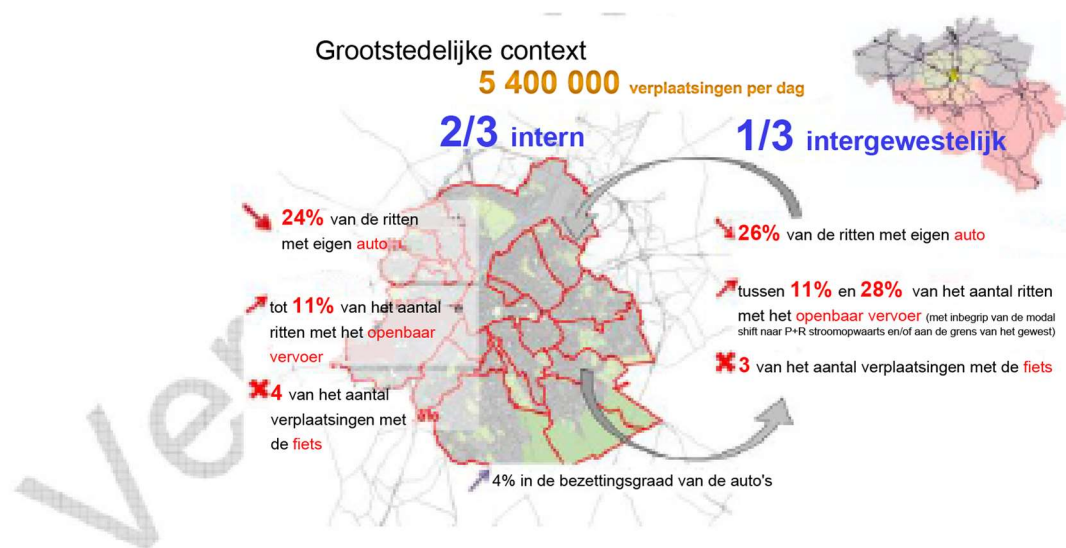 Grootstedelijke context
5 400 000 verplaatsingen per dag
2/3 intern
1/3 intergewestelijk
24% van de ritten
met eigen auto
tot 11% van het aantal
ritten met het openbaar
vervoer
4 van het aantal
verplaatsingen met
de fiets
26% van de ritten met eigen auto
tussen 11% en 28% van het aantal ritten
met het openbaar vervoer (met inbegrip van de modal
shift naar P+R stroomopwaarts en/of aan de grens van het gewest)
3 van het aantal verplaatsingen met de fiets
4% in de bezettingsgraad van de auto's
Ver